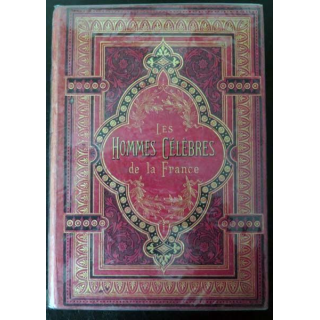 Les
Hommes Célèbres
de la France